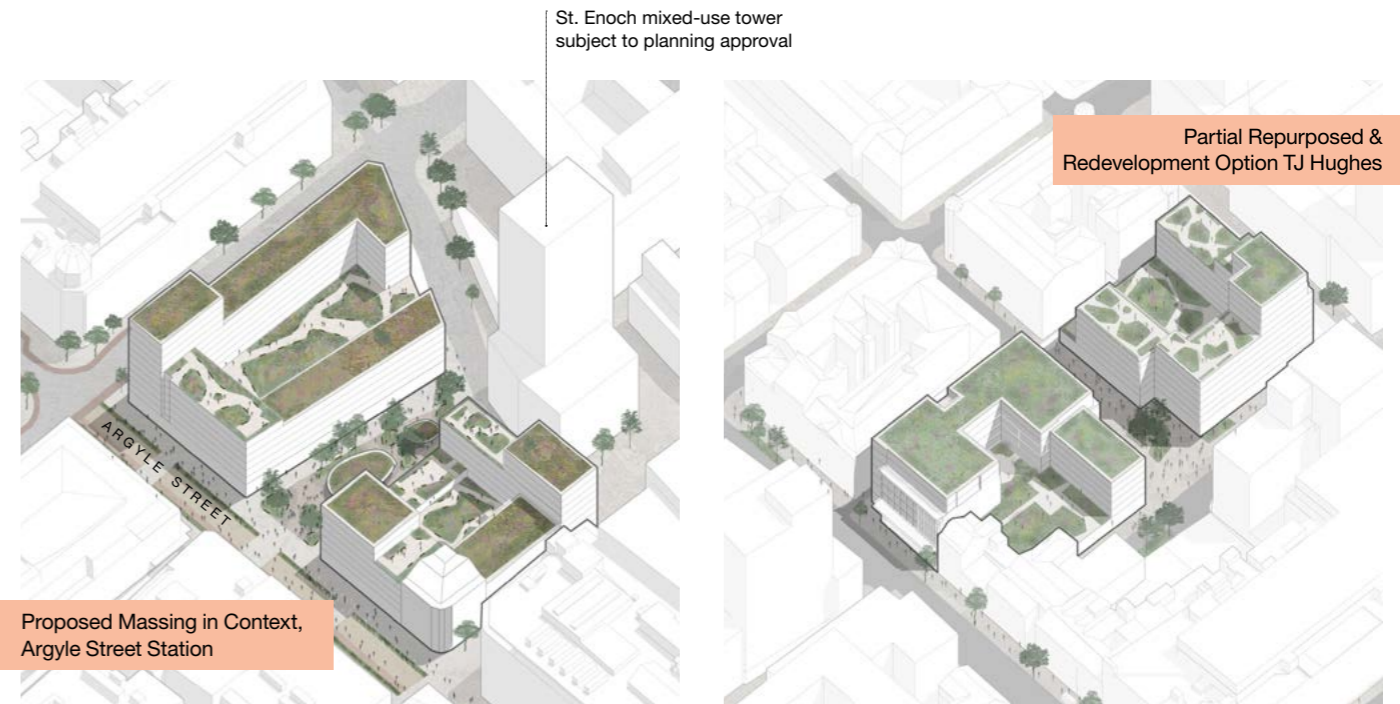 St. Enoch mixed-use tower
subject to planning approval
Partial Repurposed &
Redevelopment Option TJ Hughes
ARGYLE STREET
Proposed Massing in Context,
Argyle Street Station